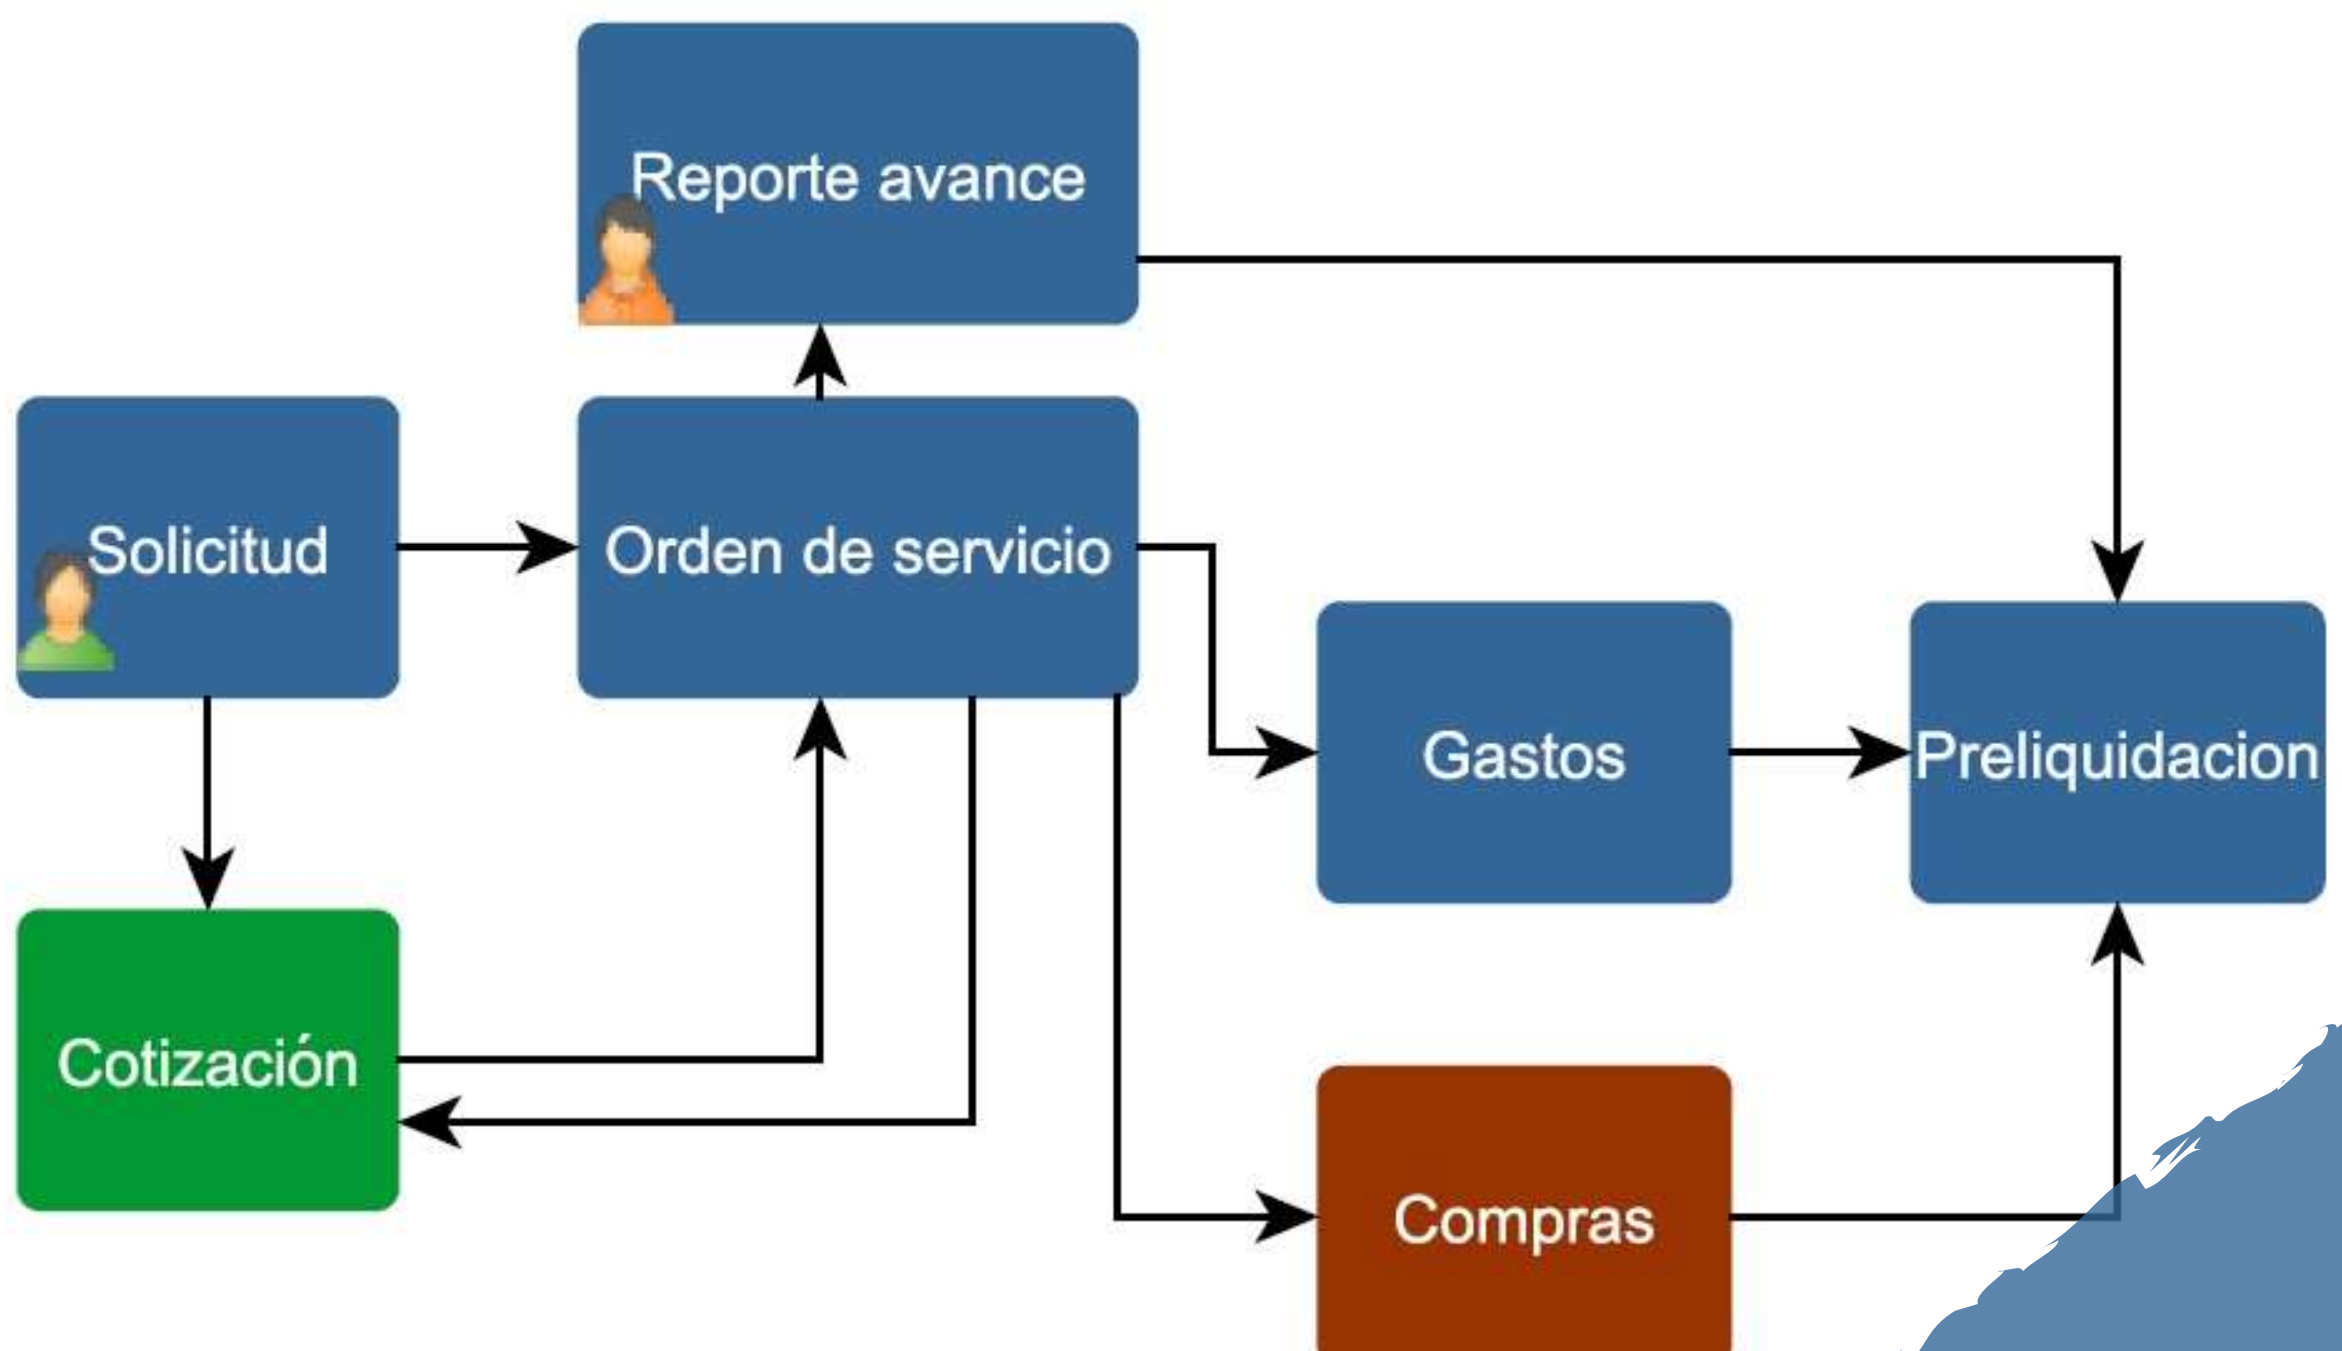 Reporte avance
Solicitud
Orden de servicio
Gastos
Preliquidacion
Cotización
Compras